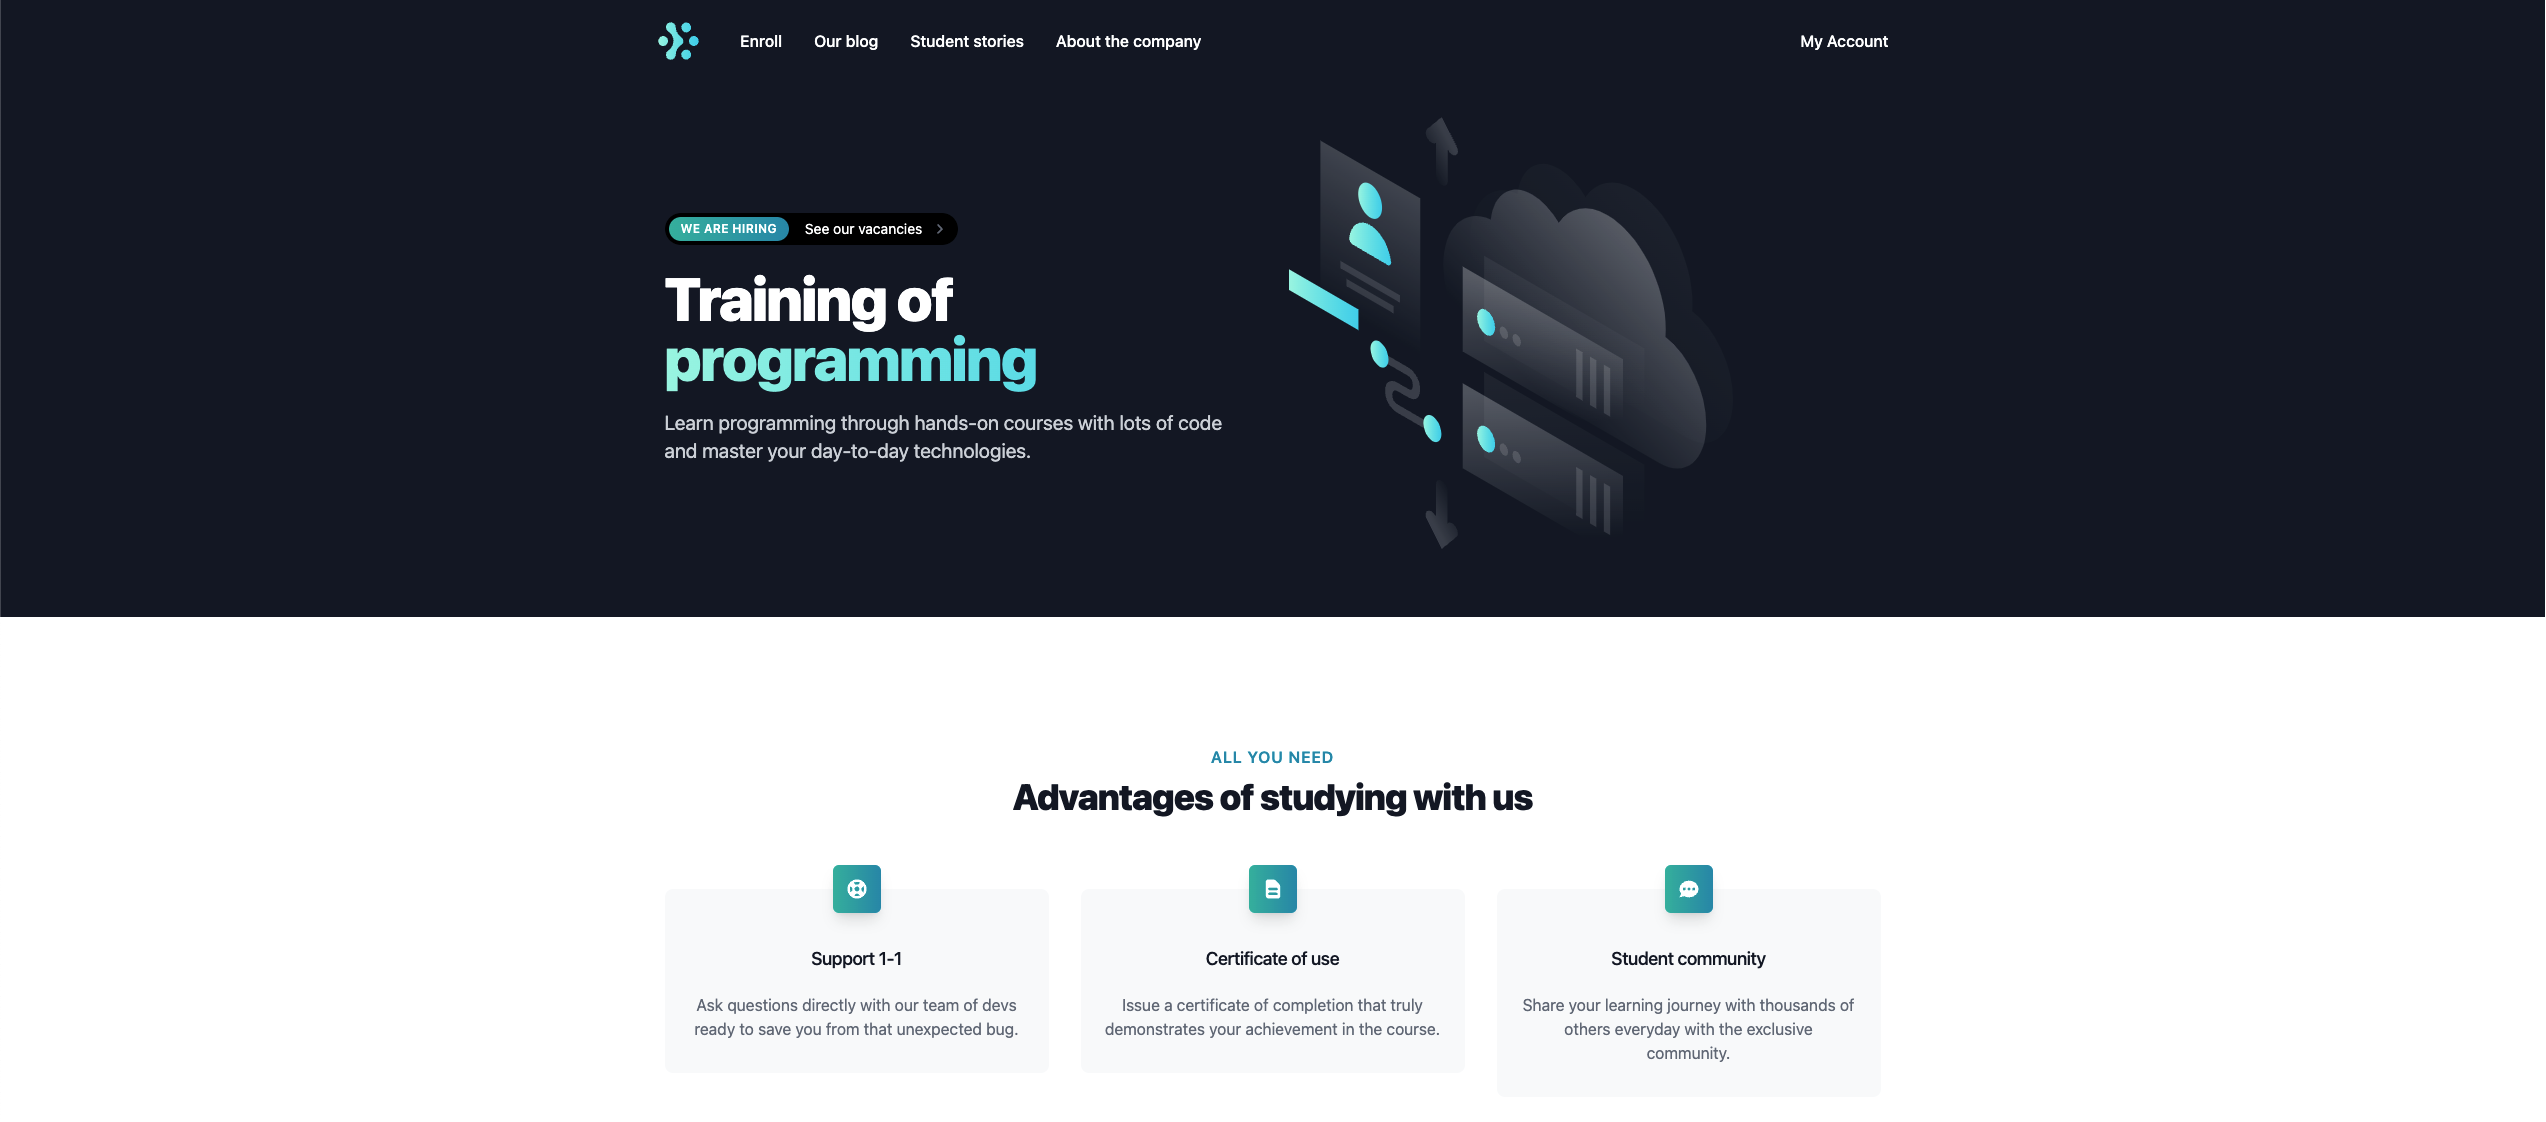 Enroll
Our blog
Student stories
About the company
My Account
WE ARE HIRING
See our vacancies
Training of
programming
Learn programming through hands-on courses with lots of code
and master your day-to-day technologies.
ALL YOU NEED
Advantages of studying with us
Support 1-1
Ask questions directly with our team of devs
ready to save you from that unexpected bug.
Certificate of use
Issue a certificate of completion that truly
demonstrates your achievement in the course.
Student community
Share your learning journey with thousands of
others everyday with the exclusive
community.